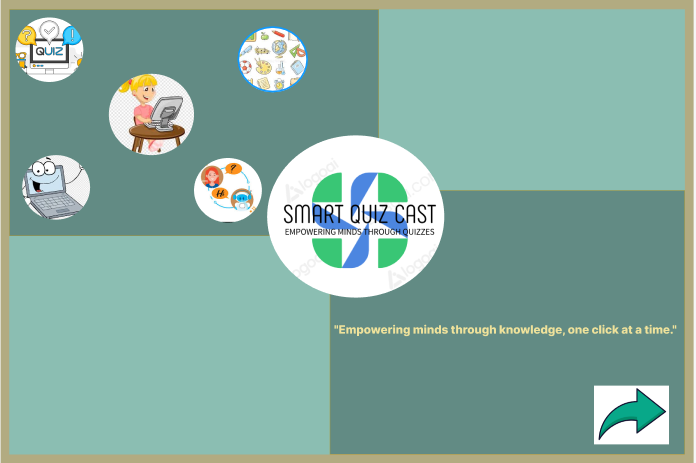 QUIZ
SMART QUIZ CAST
EMPOWERING MINDS THROUGH QUIZZES
"Empowering minds through knowledge, one click at a time."